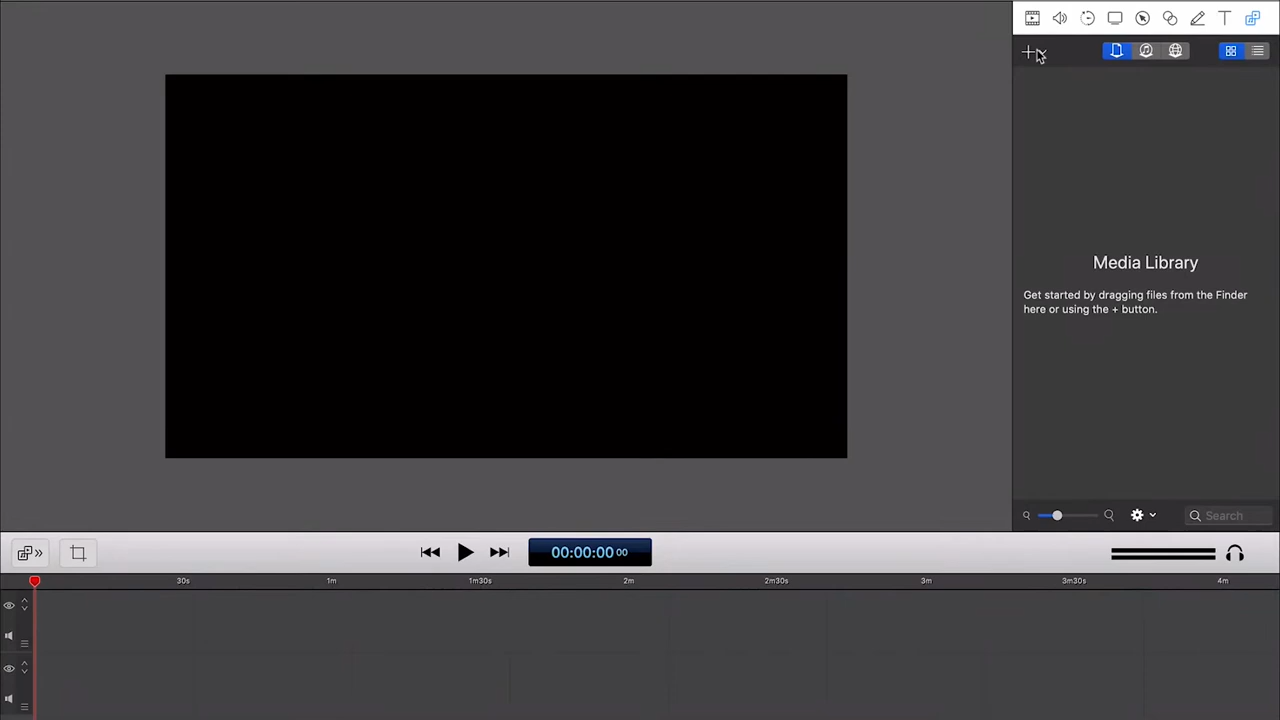 Media Library
Get started by dragging files from the Finder
here or using the + button.
Search
00:00:00 00
30s 1m 1m30s 2m 2m30s 3m 3m30s 4m